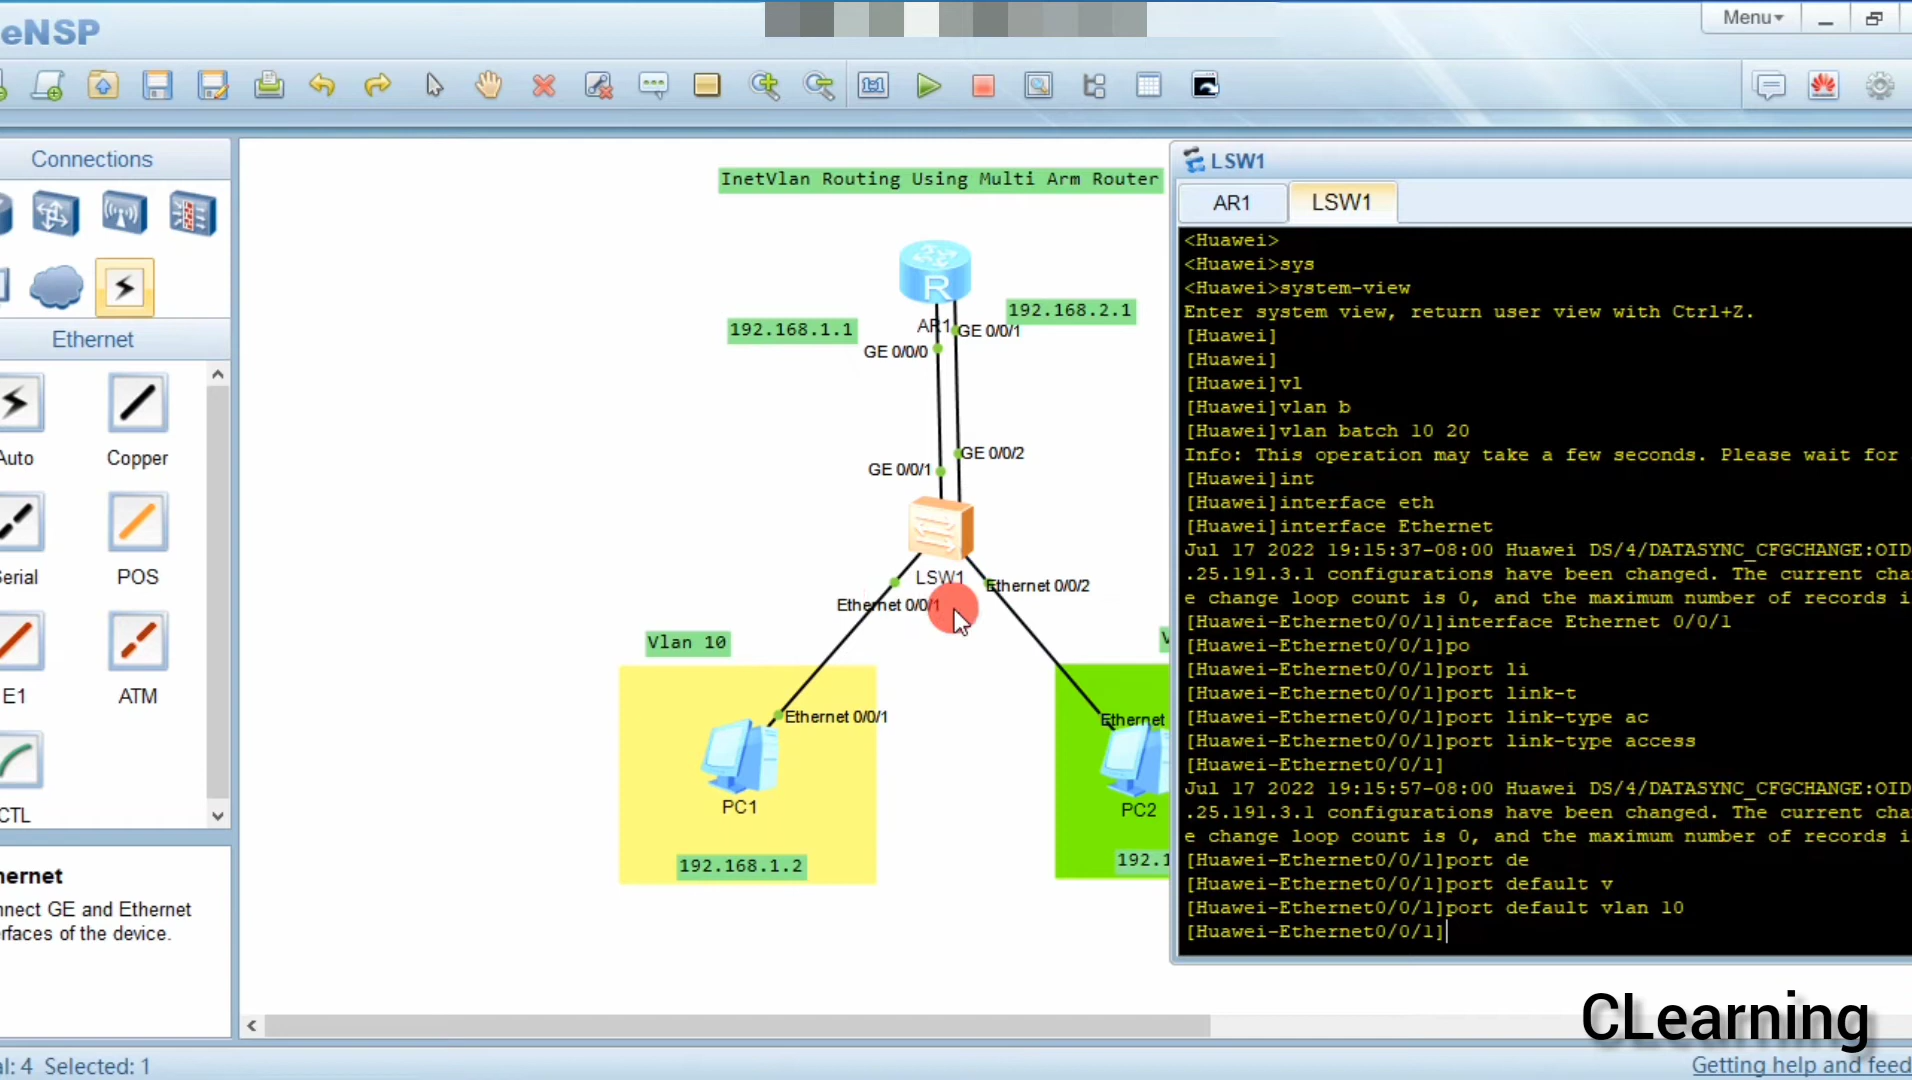 eNSP
Menu
Connections
Ethernet
Auto
Copper
Serial
POS
E1
ATM
CTL
hernet
nnect GE and Ethernet
rfaces of the device.
al: 4 Selected: 1
InetVlan Routing Using Multi Arm Router
192.168.2.1
192.168.1.1
AR1
GE 0/0/1
GE 0/0/0
GE 0/0/2
GE 0/0/1
LSW1
Ethernet 0/0/2
Ethernet 0/0/1
Vlan 10
V
Ethernet 0/0/1
Ethernet
PC1
PC2
192.168.1.2
192.1
LSW1
AR1
LSW1
<Huawei>
<Huawei>sys
<Huawei>system-view
Enter system view, return user view with Ctrl+Z.
[Huawei]
[Huawei]
[Huawei]vl
[Huawei]vlan b
[Huawei]vlan batch 10 20
Info: This operation may take a few seconds. Please wait for
[Huawei]int
[Huawei]interface eth
[Huawei]interface Ethernet
Jul 17 2022 19:15:37-08:00 Huawei DS/4/DATASYNC_CFGCHANGE:OID
.25.191.3.1 configurations have been changed. The current cha
e change loop count is 0, and the maximum number of records i
[Huawei-Ethernet0/0/1]interface Ethernet 0/0/1
[Huawei-Ethernet0/0/1]po
[Huawei-Ethernet0/0/1]port li
[Huawei-Ethernet0/0/1]port link-t
[Huawei-Ethernet0/0/1]port link-type ac
[Huawei-Ethernet0/0/1]port link-type access
[Huawei-Ethernet0/0/1]
Jul 17 2022 19:15:57-08:00 Huawei DS/4/DATASYNC_CFGCHANGE:OID
.25.191.3.1 configurations have been changed. The current cha
e change loop count is 0, and the maximum number of records i
[Huawei-Ethernet0/0/1]port de
[Huawei-Ethernet0/0/1]port default v
[Huawei-Ethernet0/0/1]port default vlan 10
[Huawei-Ethernet0/0/1]
CLearning
Getting help and feed